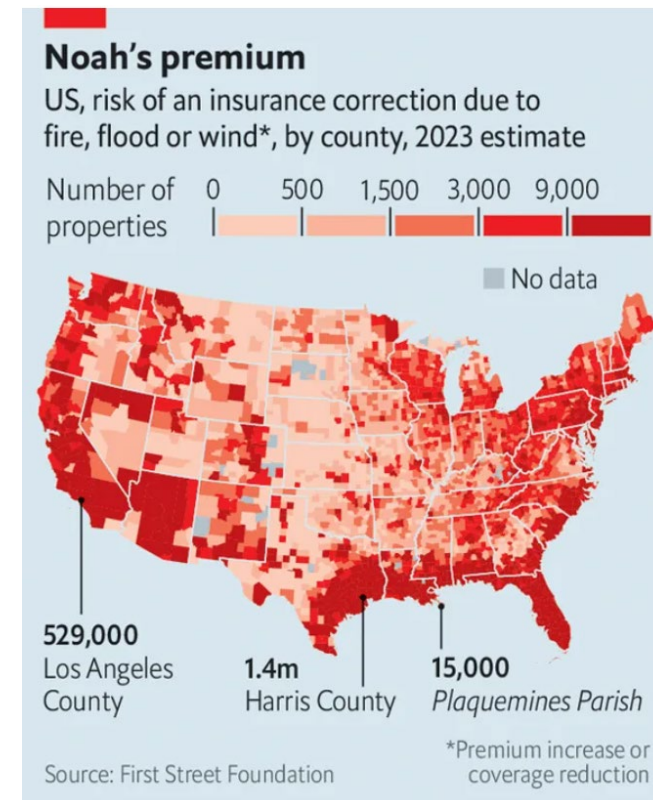 Noah's premium
US, risk of an insurance correction due to
fire, flood or wind*, by county, 2023 estimate
Number of properties
0 500 1,500 3,000 9,000
No data
529,000
Los Angeles
County
1.4m
Harris County
15,000
Plaquemines Parish
*Premium increase or
coverage reduction
Source: First Street Foundation